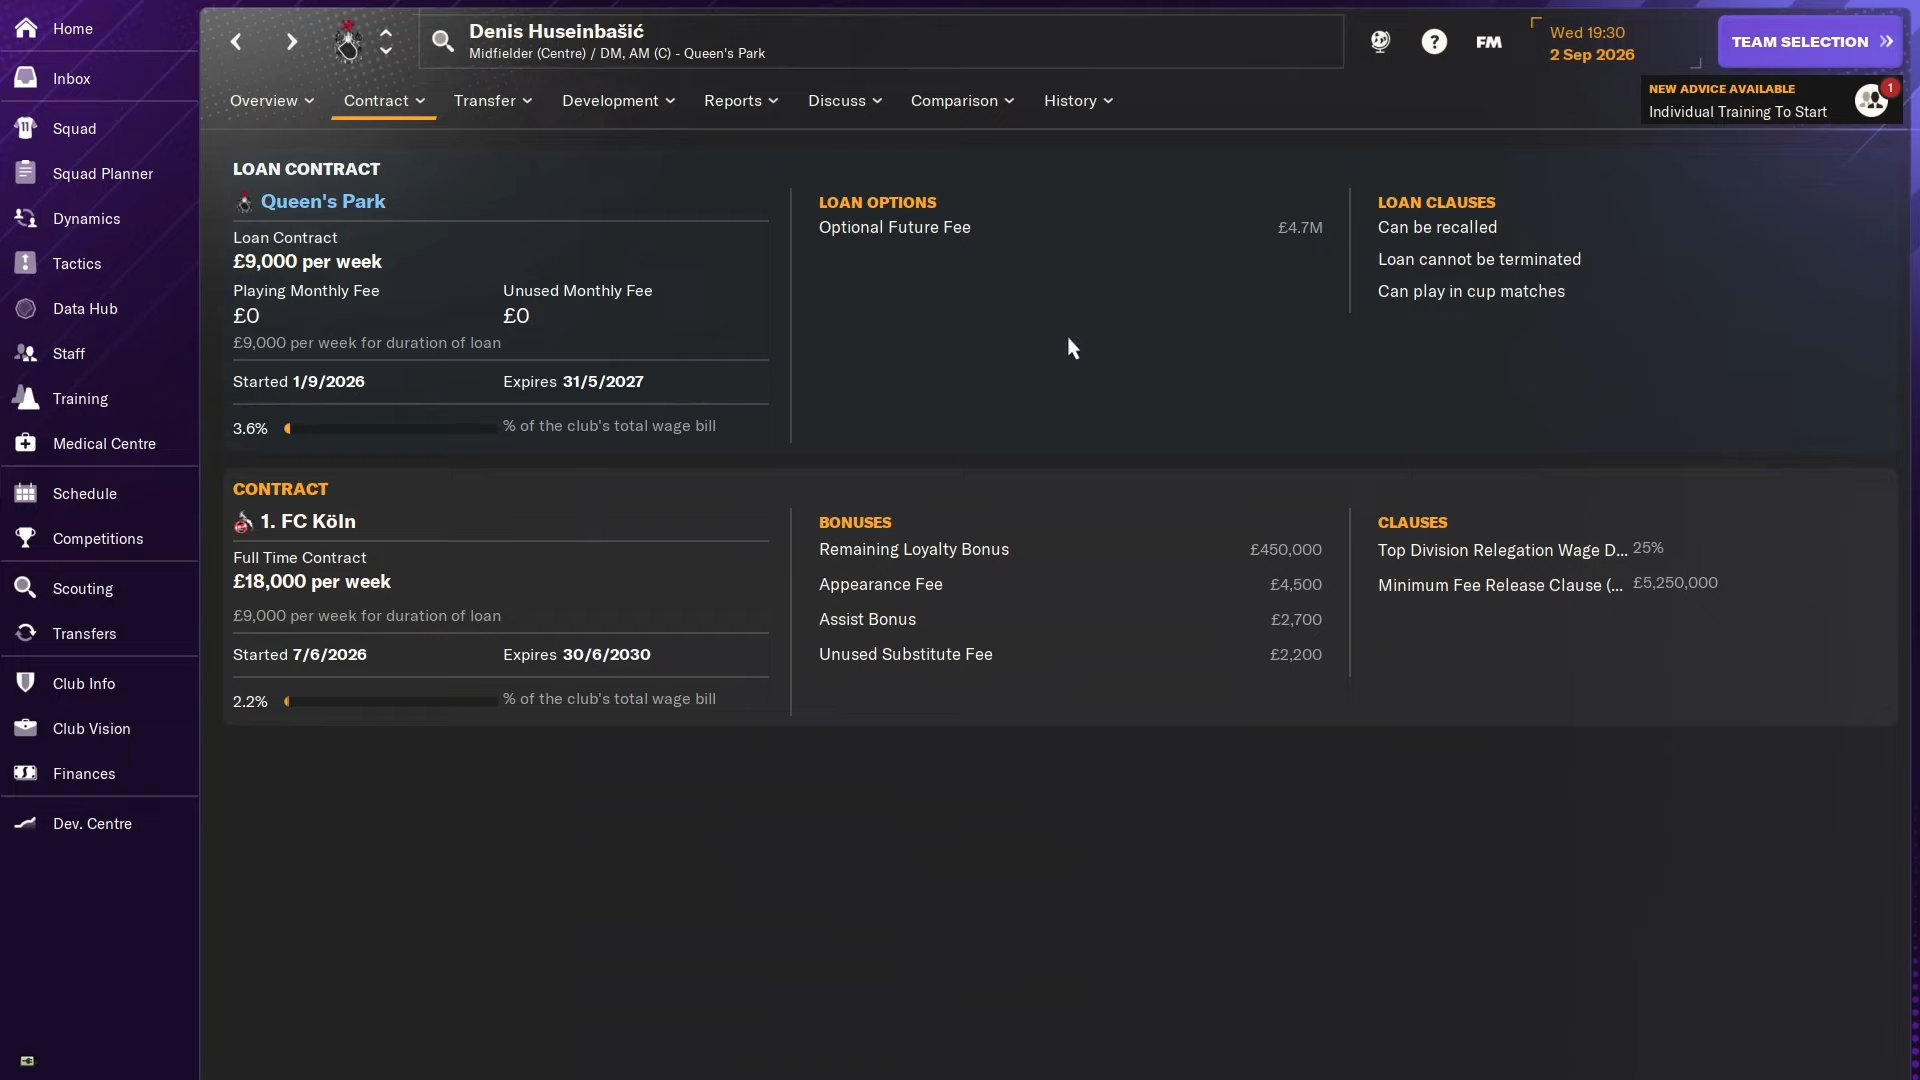 Home
Inbox
Squad
Squad Planner
Dynamics
Tactics
Data Hub
Staff
Training
Medical Centre
Schedule
Competitions
Scouting
Transfers
Club Info
Club Vision
Finances
Dev. Centre
Denis Huseinbašić
Midfielder (Centre) / DM, AM (C) - Queen's Park
?
FM
Wed 19:30
2 Sep 2026
TEAM SELECTION
Overview
Contract
Transfer
Development
Reports
Discuss
Comparison
History
NEW ADVICE AVAILABLE
Individual Training To Start
1
LOAN CONTRACT
Queen's Park
Loan Contract
£9,000 per week
Playing Monthly Fee Unused Monthly Fee
£0 £0
£9,000 per week for duration of loan
Started 1/9/2026 Expires 31/5/2027
3.6% % of the club's total wage bill
LOAN OPTIONS
Optional Future Fee £4.7M
LOAN CLAUSES
Can be recalled
Loan cannot be terminated
Can play in cup matches
CONTRACT
1. FC Köln
Full Time Contract
£18,000 per week
£9,000 per week for duration of loan
Started 7/6/2026 Expires 30/6/2030
2.2% % of the club's total wage bill
BONUSES
Remaining Loyalty Bonus £450,000
Appearance Fee £4,500
Assist Bonus £2,700
Unused Substitute Fee £2,200
CLAUSES
Top Division Relegation Wage D... 25%
Minimum Fee Release Clause (... £5,250,000